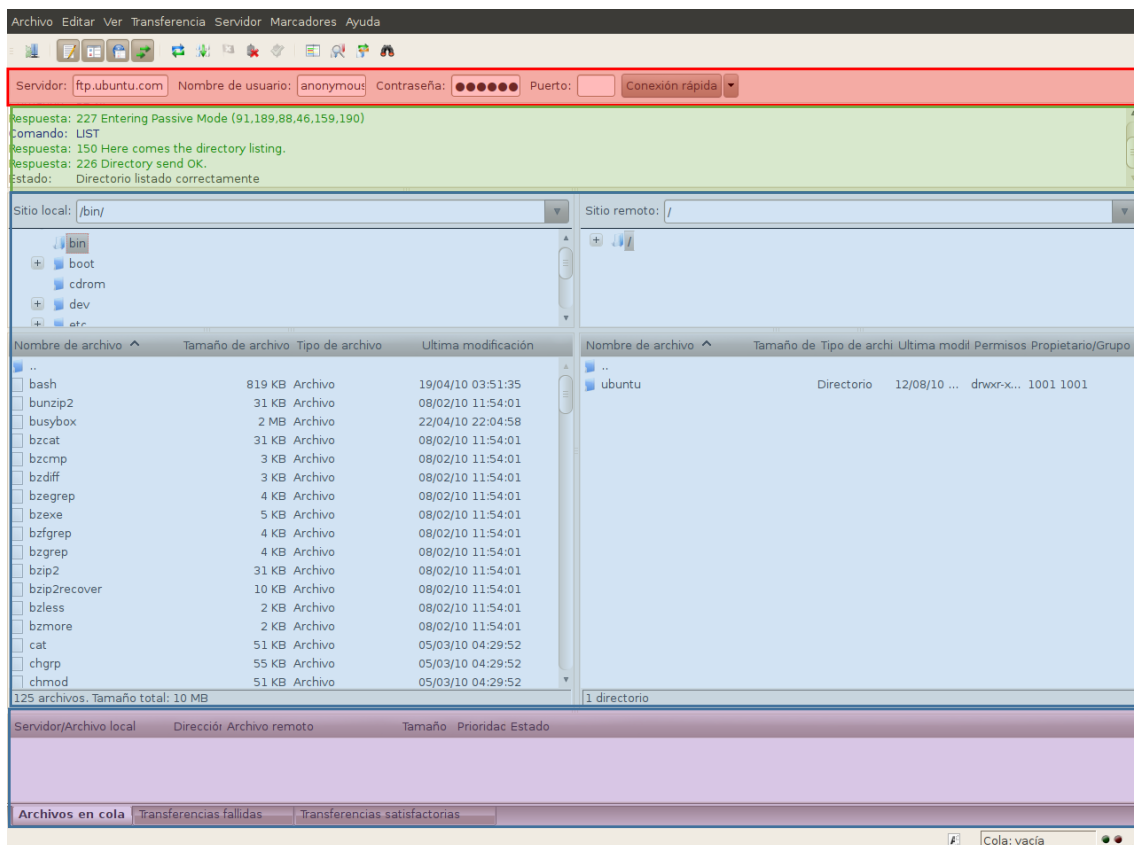 Archivo Editar Ver Transferencia Servidor Marcadores Ayuda
Servidor: ftp.ubuntu.com Nombre de usuario: anonymous Contraseña: ●●●●●● Puerto: Conexión rápida
Respuesta: 227 Entering Passive Mode (91,189,88,46,159,190)
Comando: LIST
Respuesta: 150 Here comes the directory listing.
Respuesta: 226 Directory send OK.
Estado: Directorio listado correctamente
Sitio local: /bin/
bin
boot
cdrom
dev
etc
Nombre de archivo Tamaño de archivo Tipo de archivo Ultima modificación
..
bash 819 KB Archivo 19/04/10 03:51:35
bunzip2 31 KB Archivo 08/02/10 11:54:01
busybox 2 MB Archivo 22/04/10 22:04:58
bzcat 31 KB Archivo 08/02/10 11:54:01
bzcmp 3 KB Archivo 08/02/10 11:54:01
bzdiff 3 KB Archivo 08/02/10 11:54:01
bzegrep 4 KB Archivo 08/02/10 11:54:01
bzexe 5 KB Archivo 08/02/10 11:54:01
bzfgrep 4 KB Archivo 08/02/10 11:54:01
bzgrep 4 KB Archivo 08/02/10 11:54:01
bzip2 31 KB Archivo 08/02/10 11:54:01
bzip2recover 10 KB Archivo 08/02/10 11:54:01
bzless 2 KB Archivo 08/02/10 11:54:01
bzmore 2 KB Archivo 08/02/10 11:54:01
cat 51 KB Archivo 05/03/10 04:29:52
chgrp 55 KB Archivo 05/03/10 04:29:52
chmod 51 KB Archivo 05/03/10 04:29:52
125 archivos. Tamaño total: 10 MB
Sitio remoto: /
/
Nombre de archivo Tamaño de Tipo de archi Ultima modif Permisos Propietario/Grupo
..
ubuntu Directorio 12/08/10 ... drwxr-x... 1001 1001
1 directorio
Servidor/Archivo local Direcciór Archivo remoto Tamaño Prioridac Estado
Archivos en cola Transferencias fallidas Transferencias satisfactorias
Cola: vacía